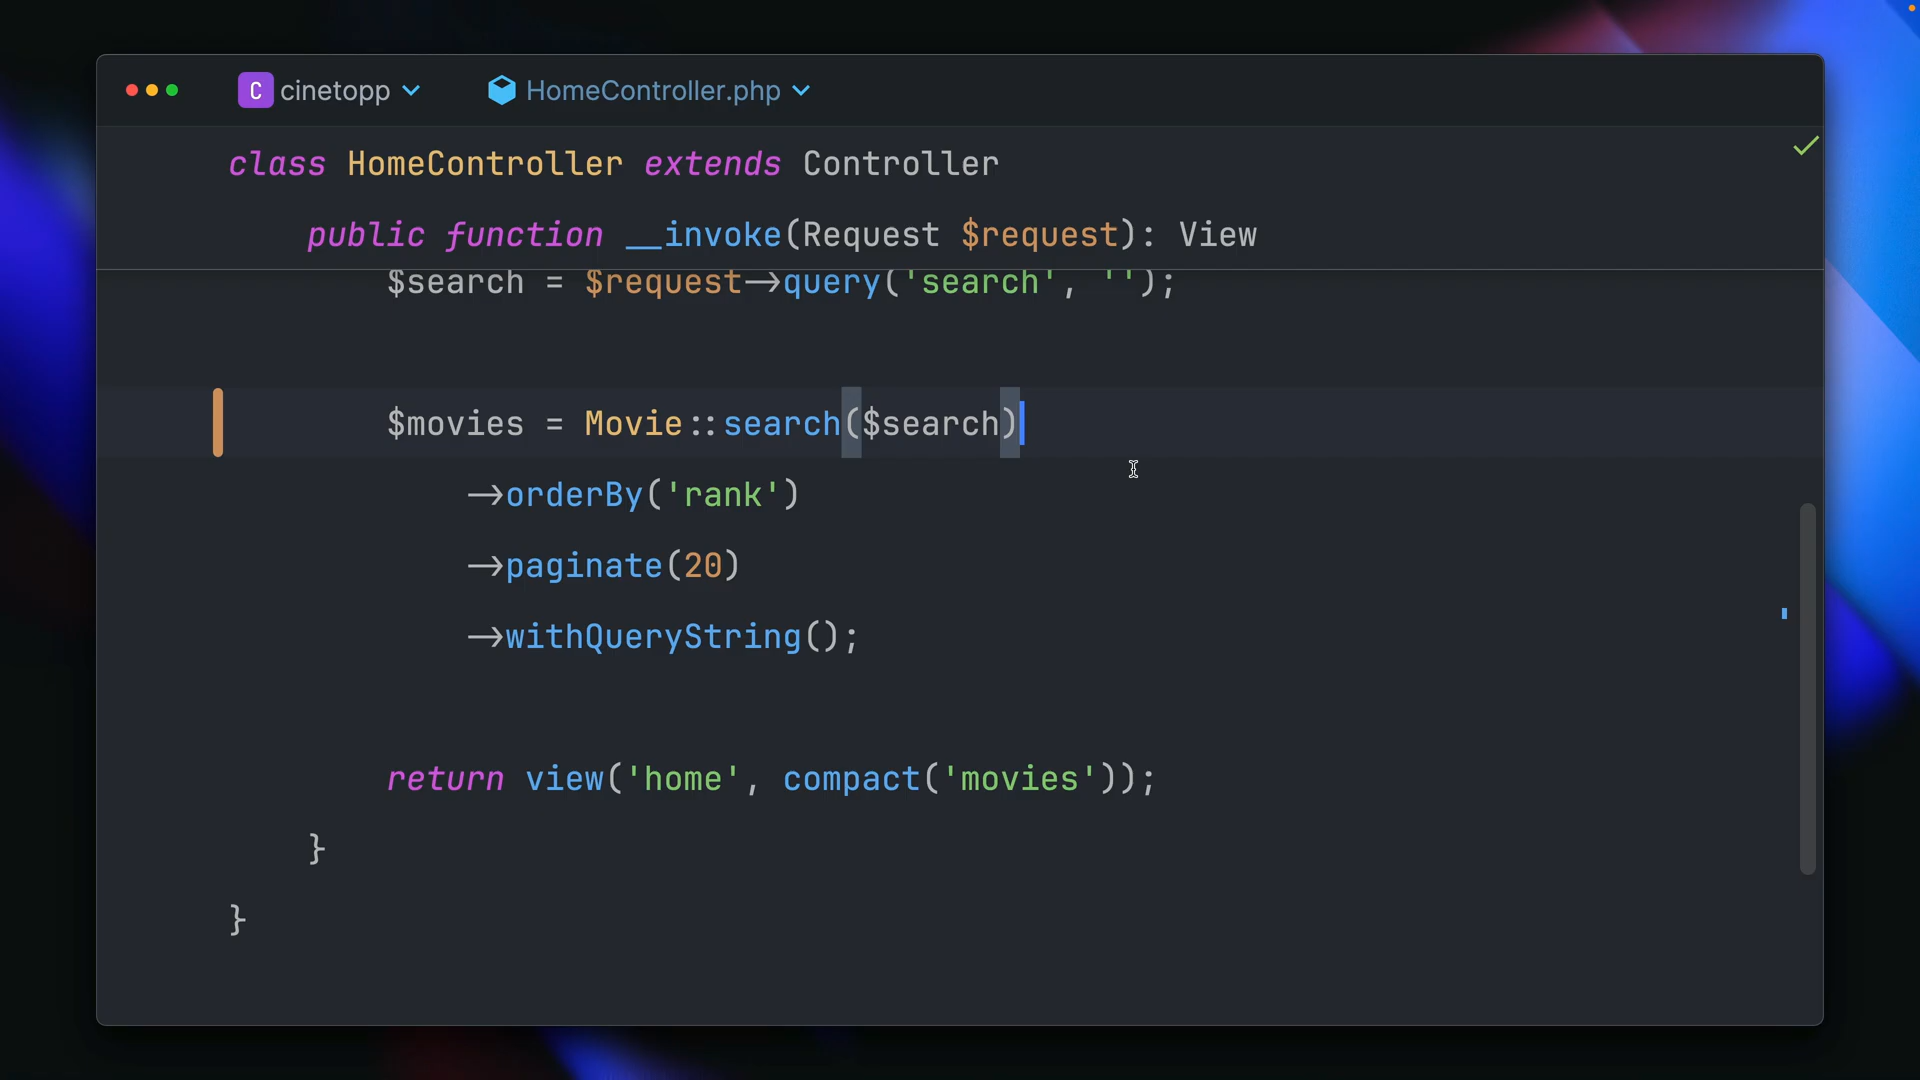 C cinetopp HomeController.php
class HomeController extends Controller
public function __invoke(Request $request): View
$search = $request->query('search', '');
$movies = Movie::search($search)
->orderBy('rank')
->paginate(20)
->withQueryString();
return view('home', compact('movies'));
}
}